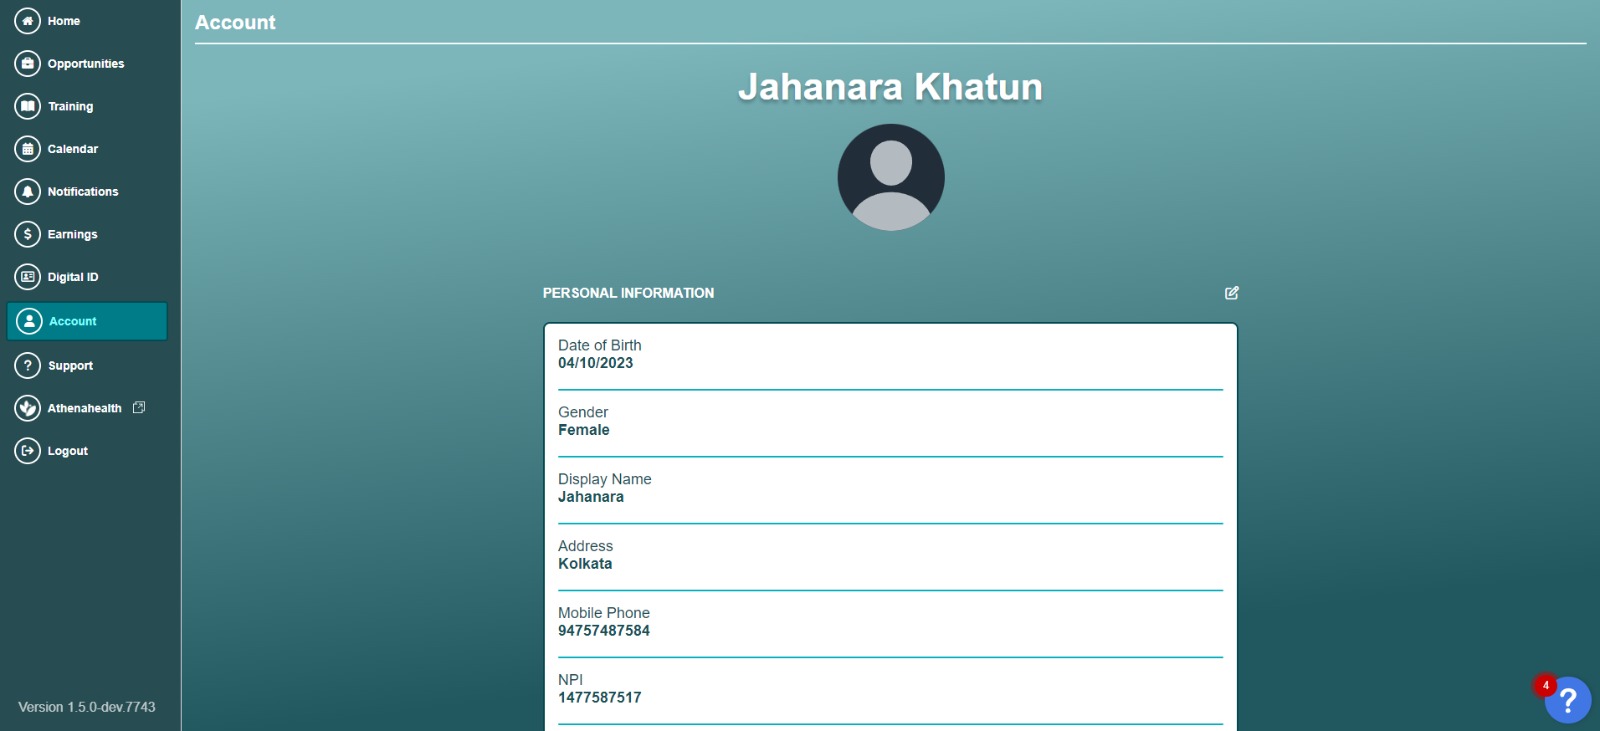 Home
Opportunities
Training
Calendar
Notifications
Earnings
Digital ID
Account
Support
Athenahealth
Logout
Version 1.5.0-dev.7743
Account
Jahanara Khatun
PERSONAL INFORMATION
Date of Birth
04/10/2023
Gender
Female
Display Name
Jahanara
Address
Kolkata
Mobile Phone
94757487584
NPI
1477587517
4
?